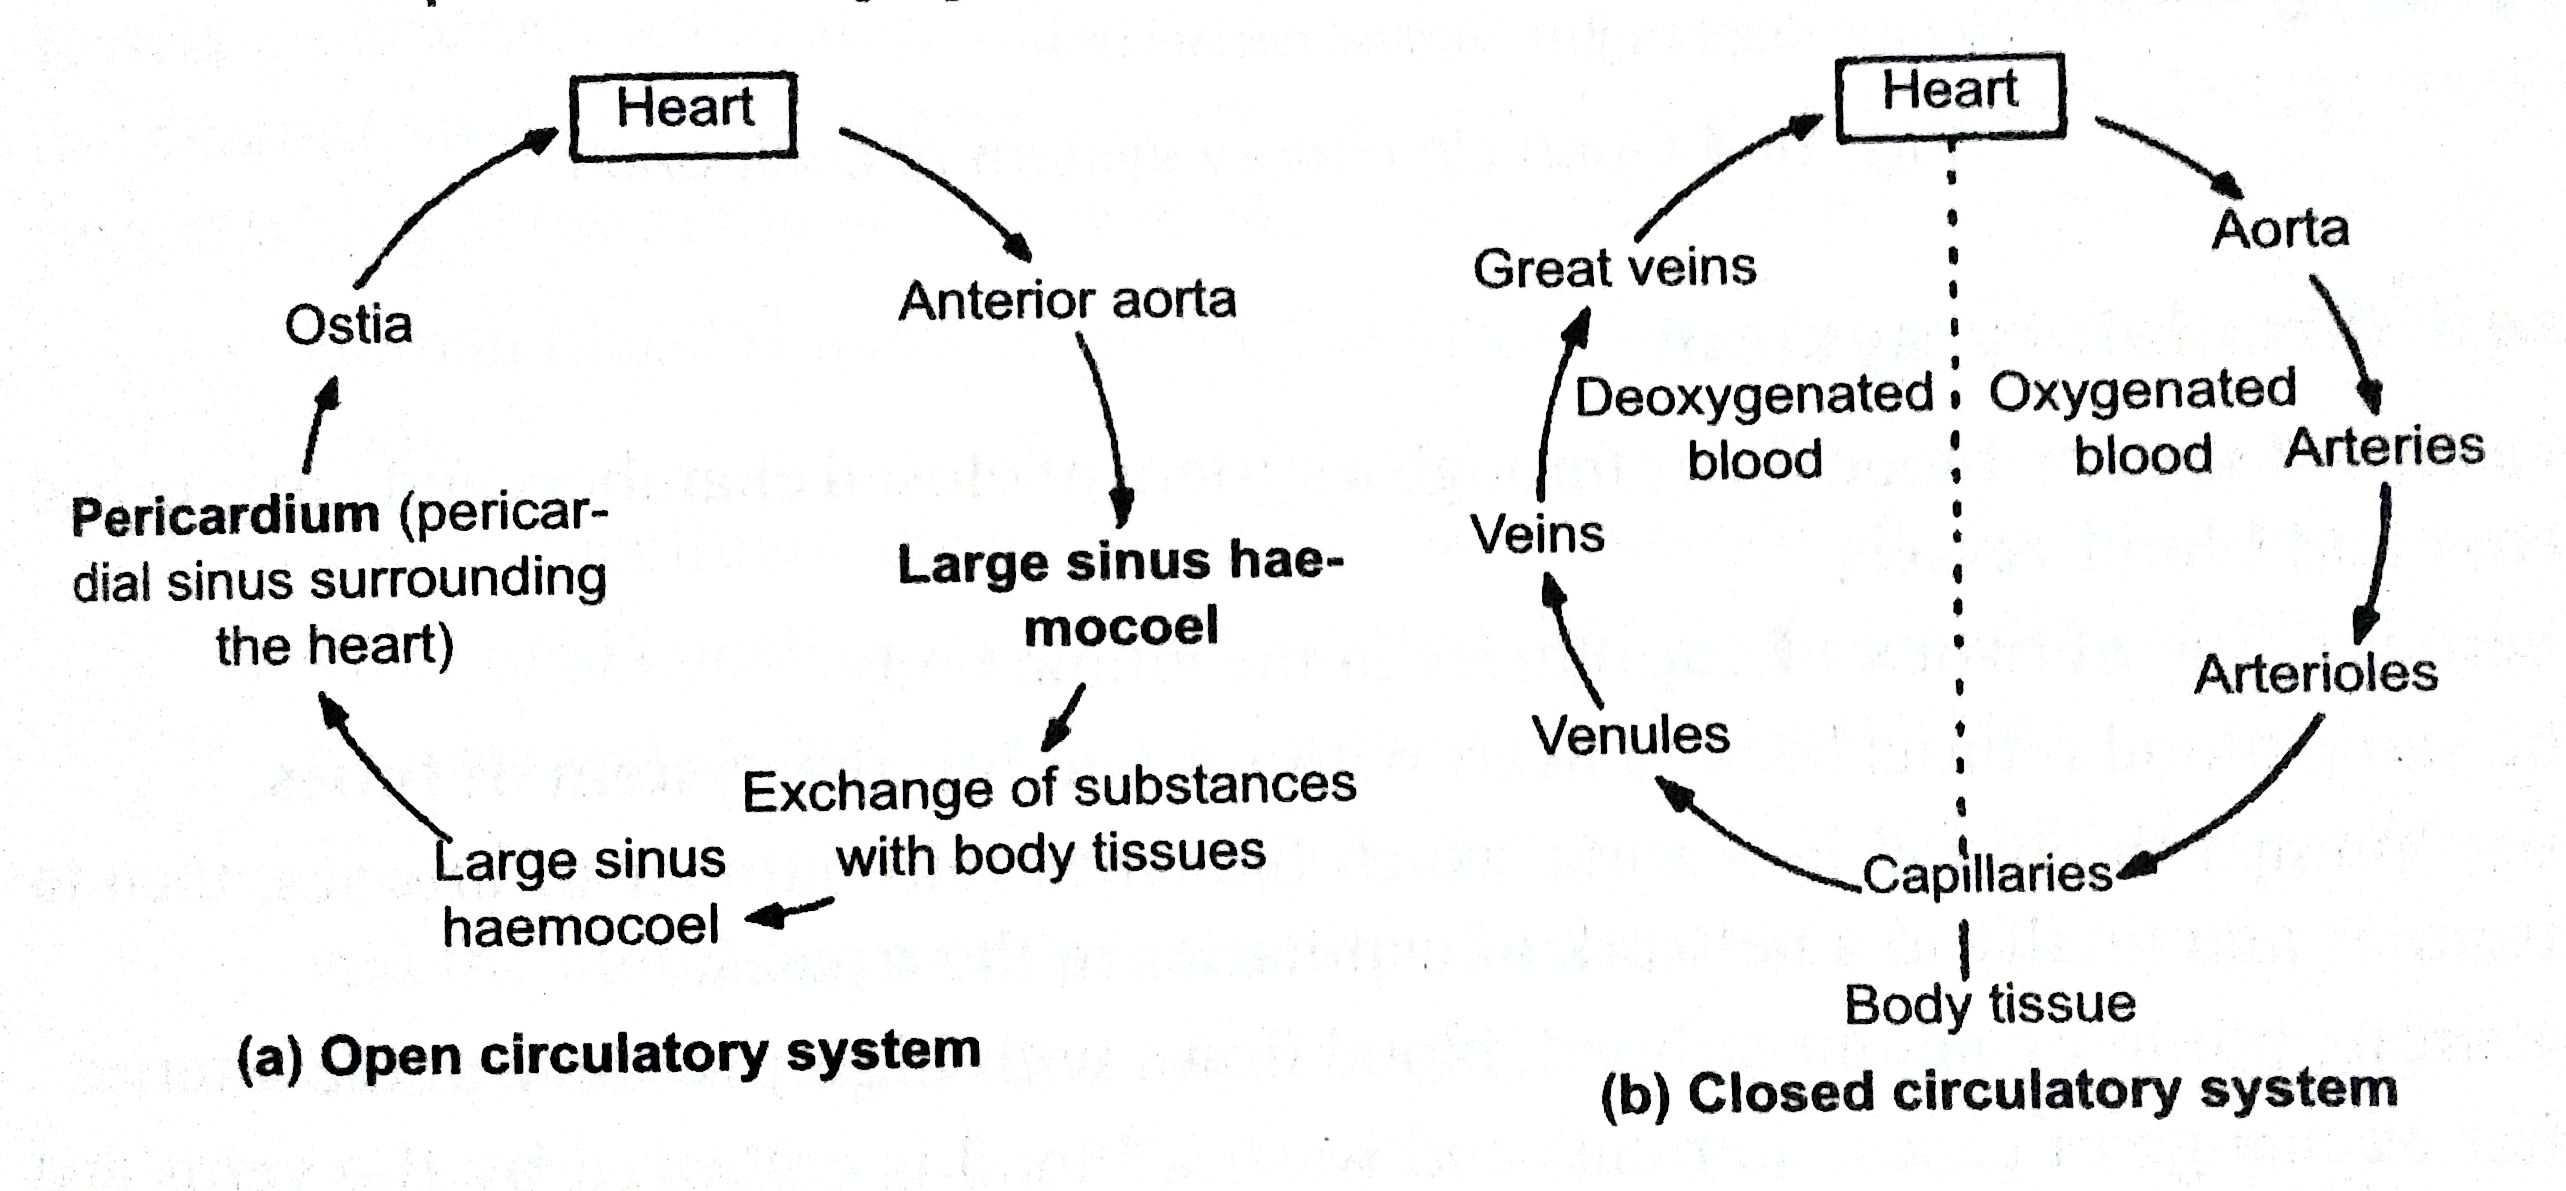 Heart
Anterior aorta
Large sinus hae-
mocoel
Exchange of substances
with body tissues
Large sinus
haemocoel
Pericardium (pericar-
dial sinus surrounding
the heart)
Ostia
(a) Open circulatory system
Heart
Aorta
Arteries
Arterioles
Capillaries
Body tissue
Venules
Veins
Great veins
Deoxygenated
blood
Oxygenated
blood
(b) Closed circulatory system